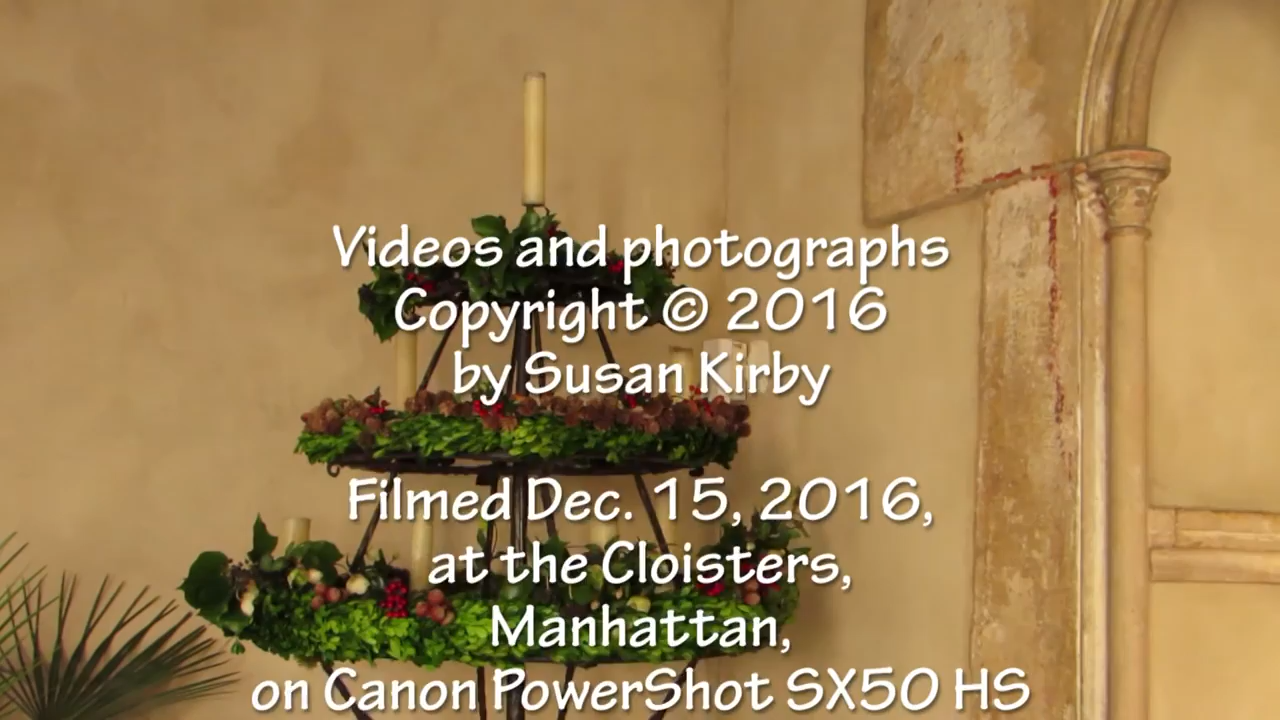 Videos and photographs
Copyright © 2016
by Susan Kirby
Filmed Dec. 15, 2016,
at the Cloisters,
Manhattan,
on Canon PowerShot SX50 HS